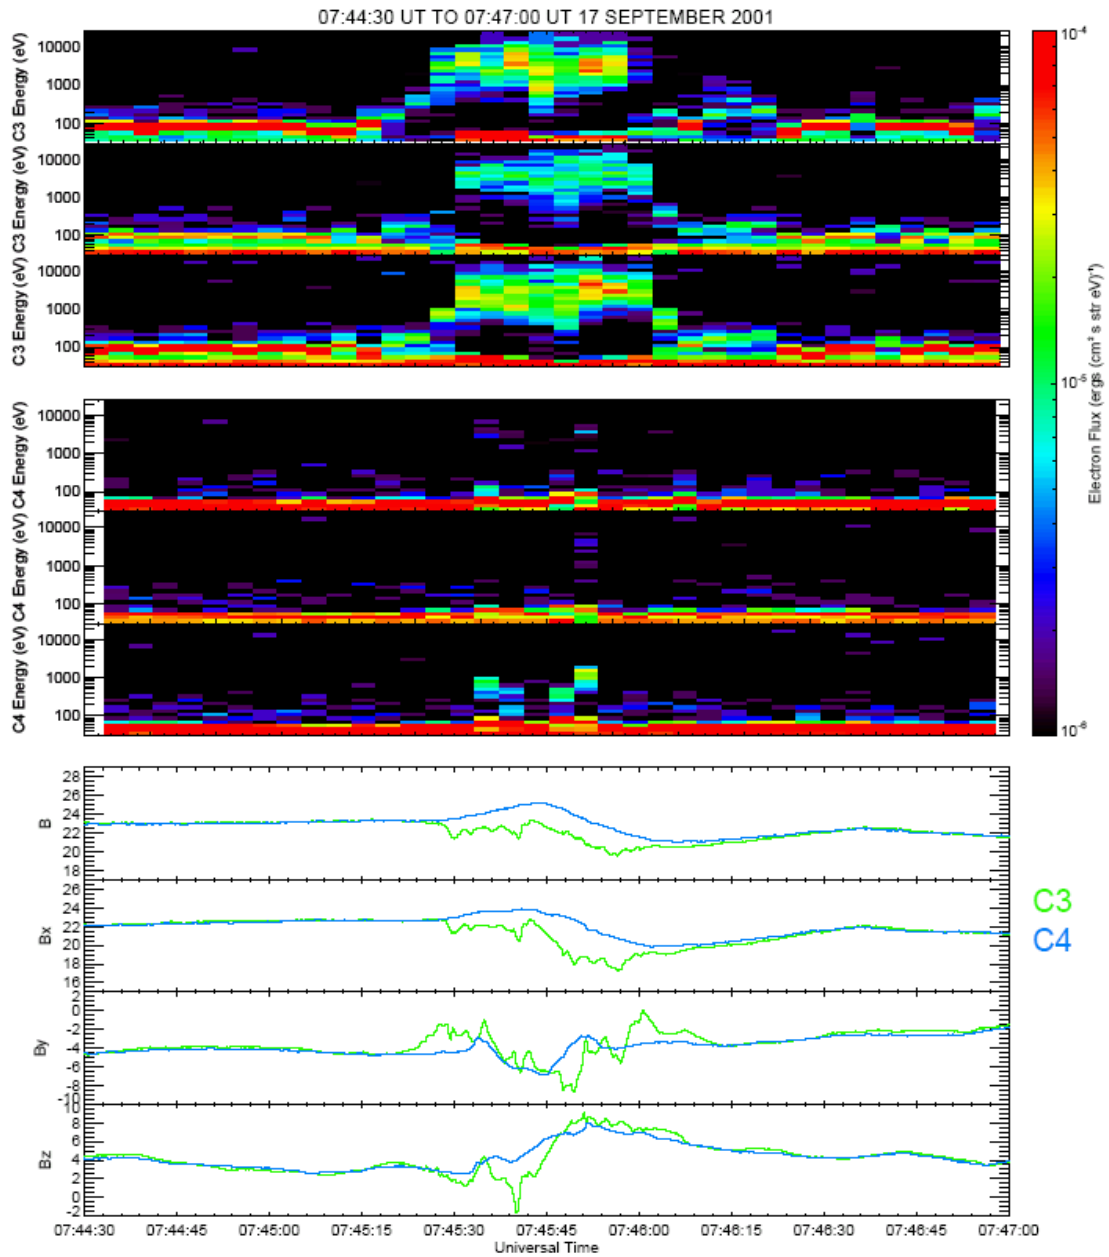 07:44:30 UT TO 07:47:00 UT 17 SEPTEMBER 2001
C3 Energy (eV)
10000
1000
100
C3 Energy (eV)
10000
1000
100
C3 Energy (eV)
10000
1000
100
C4 Energy (eV)
10000
1000
100
C4 Energy (eV)
10000
1000
100
C4 Energy (eV)
10000
1000
100
10⁻⁴
10⁻⁵
10⁻⁶
Electron Flux (ergs (cm² s str eV)⁻¹)
B
28
26
24
22
20
18
Bx
26
24
22
20
18
16
C3
C4
By
2
0
-2
-4
-6
-8
-10
Bz
10
8
6
4
2
0
-2
07:44:30 07:44:45 07:45:00 07:45:15 07:45:30 07:45:45 07:46:00 07:46:15 07:46:30 07:46:45 07:47:00
Universal Time